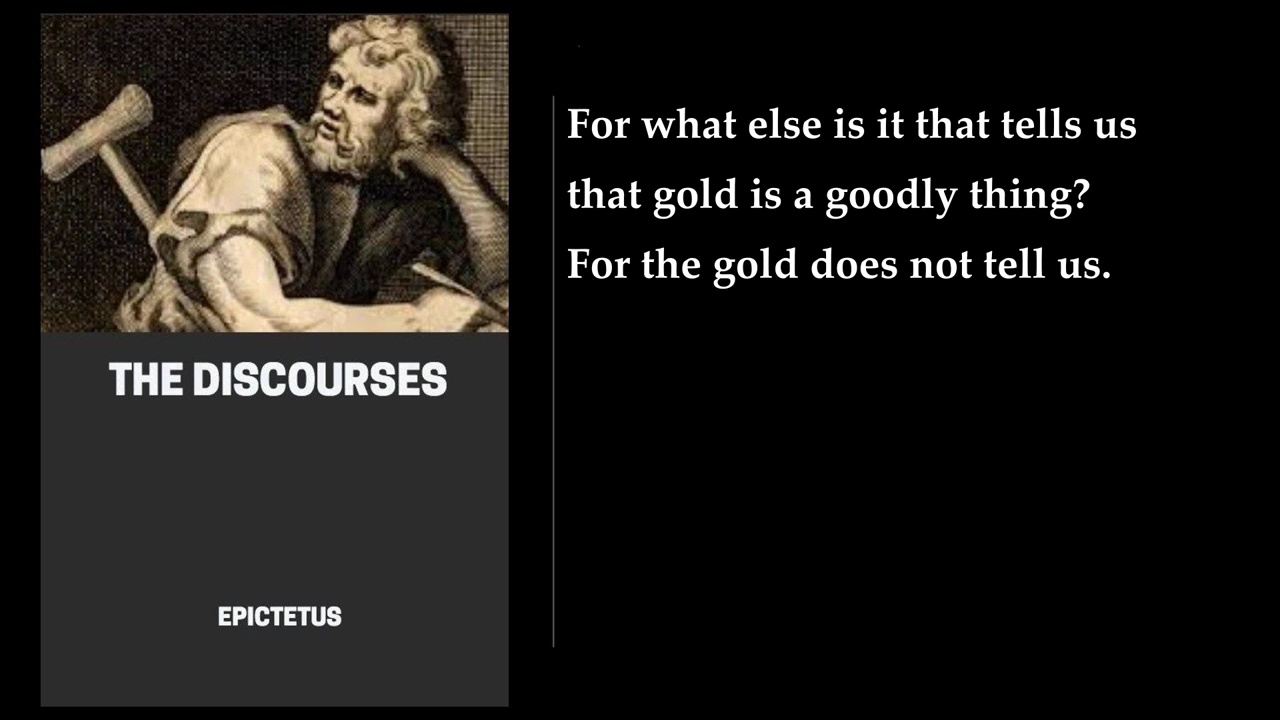 THE DISCOURSES
EPICTETUS
For what else is it that tells us
that gold is a goodly thing?
For the gold does not tell us.